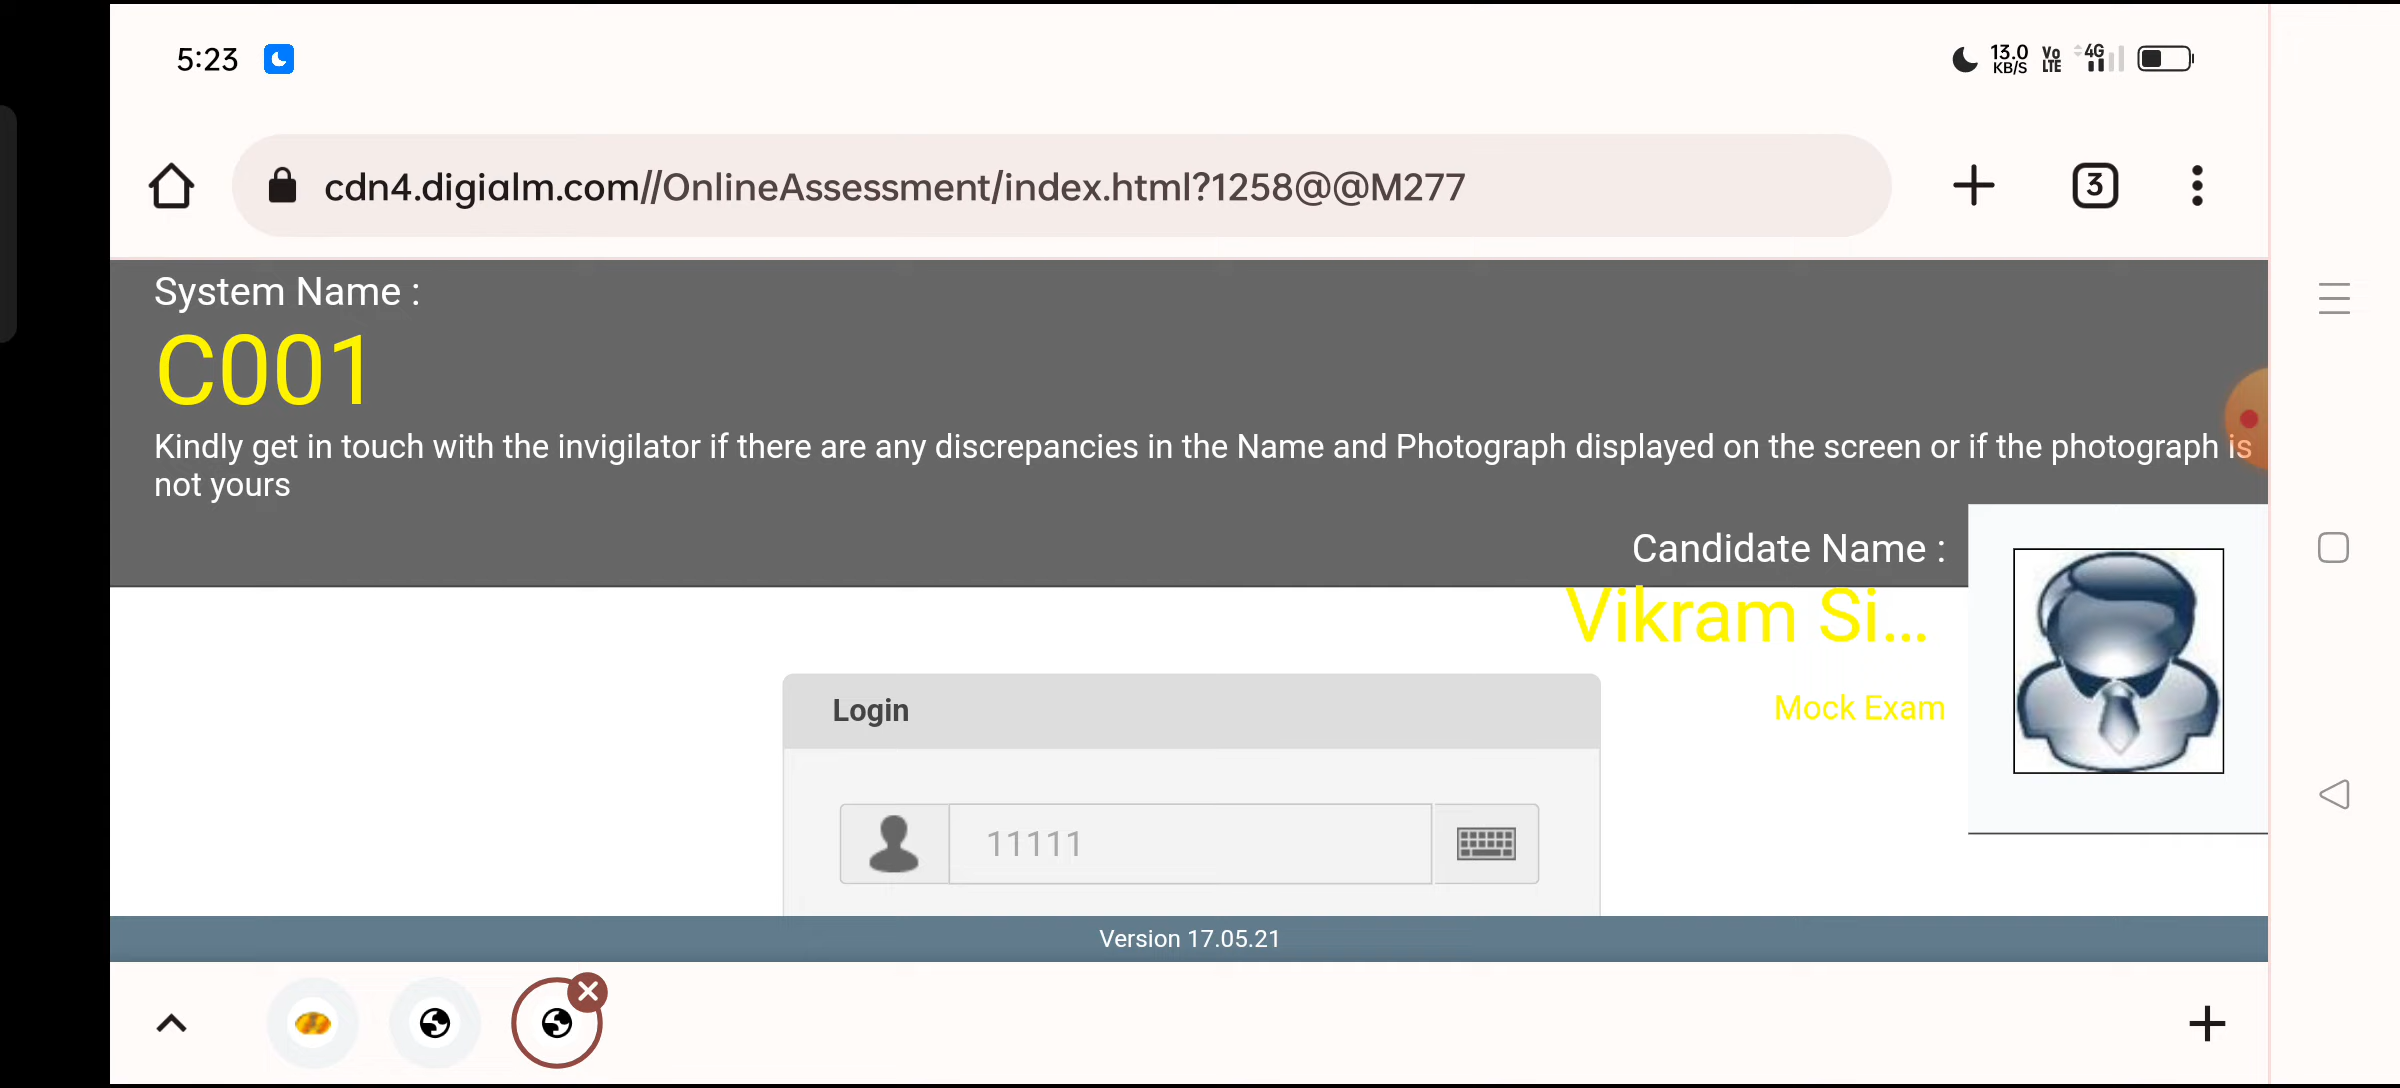 5:23
13.0 KB/S Vo LTE 4G
cdn4.digialm.com//OnlineAssessment/index.html?1258@@M277
3
System Name :
C001
Kindly get in touch with the invigilator if there are any discrepancies in the Name and Photograph displayed on the screen or if the photograph is
not yours
Candidate Name :
Vikram Si...
Mock Exam
Login
11111
Version 17.05.21